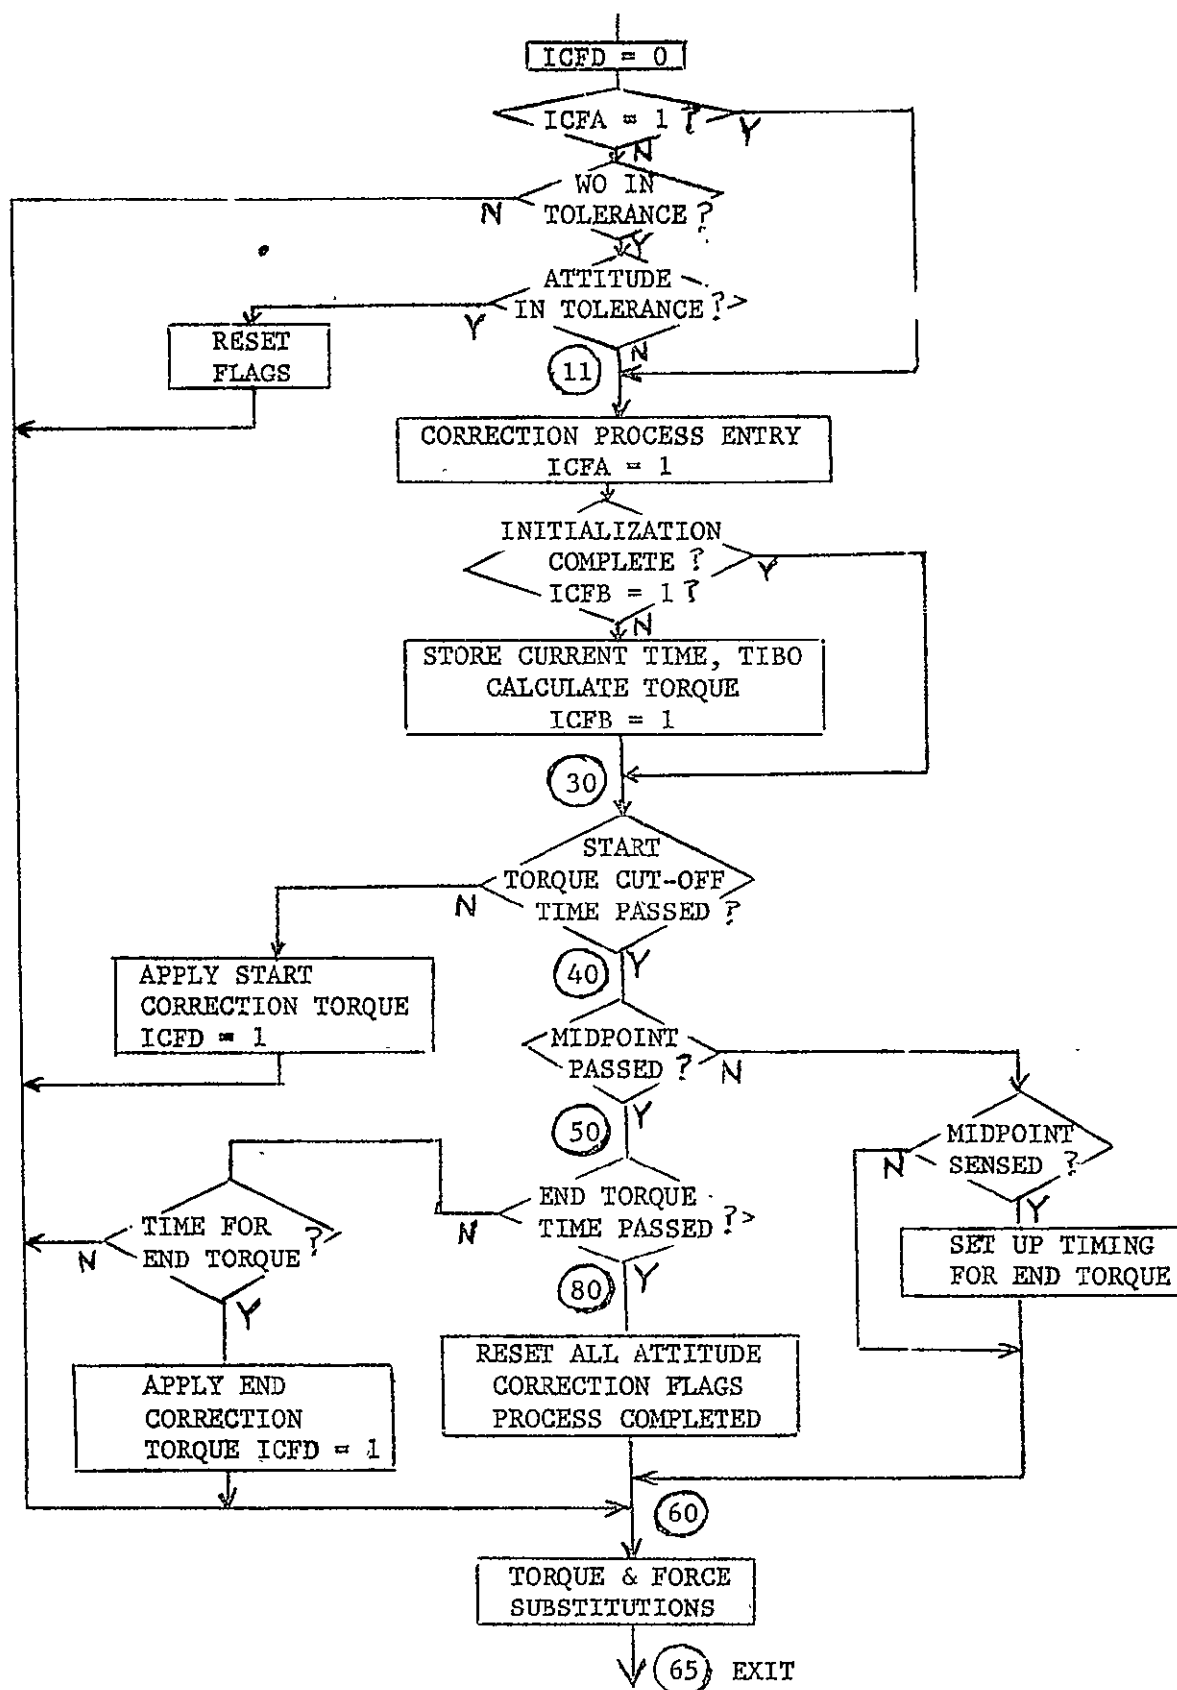 ICFD = 0
ICFA = 1 ?
Y
N
WO IN
TOLERANCE ?
N
Y
ATTITUDE
IN TOLERANCE ?
Y
N
RESET
FLAGS
11
CORRECTION PROCESS ENTRY
ICFA = 1
INITIALIZATION
COMPLETE ?
ICFB = 1 ?
Y
N
STORE CURRENT TIME, TIBO
CALCULATE TORQUE
ICFB = 1
30
START
TORQUE CUT-OFF
TIME PASSED ?
N
Y
40
APPLY START
CORRECTION TORQUE
ICFD = 1
MIDPOINT
PASSED ?
N
Y
50
MIDPOINT
SENSED ?
N
Y
END TORQUE
TIME PASSED ?
N
Y
TIME FOR
END TORQUE ?
N
Y
SET UP TIMING
FOR END TORQUE
80
RESET ALL ATTITUDE
CORRECTION FLAGS
PROCESS COMPLETED
APPLY END
CORRECTION
TORQUE ICFD = 1
60
TORQUE & FORCE
SUBSTITUTIONS
65 EXIT